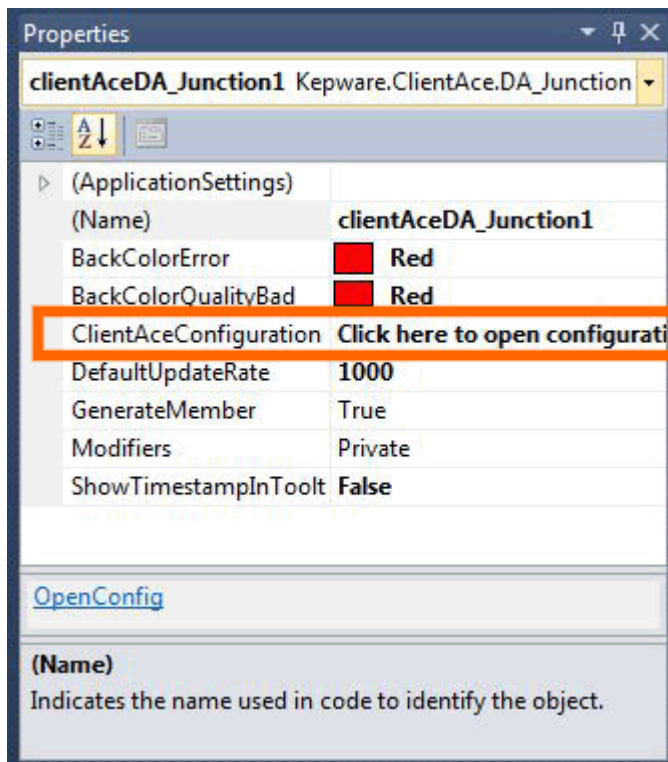 Properties
clientAceDA_Junction1 Kepware.ClientAce.DA_Junction
(ApplicationSettings)
(Name) clientAceDA_Junction1
BackColorError Red
BackColorQualityBad Red
ClientAceConfiguration Click here to open configurati
DefaultUpdateRate 1000
GenerateMember True
Modifiers Private
ShowTimestampInToolt False
OpenConfig
(Name)
Indicates the name used in code to identify the object.